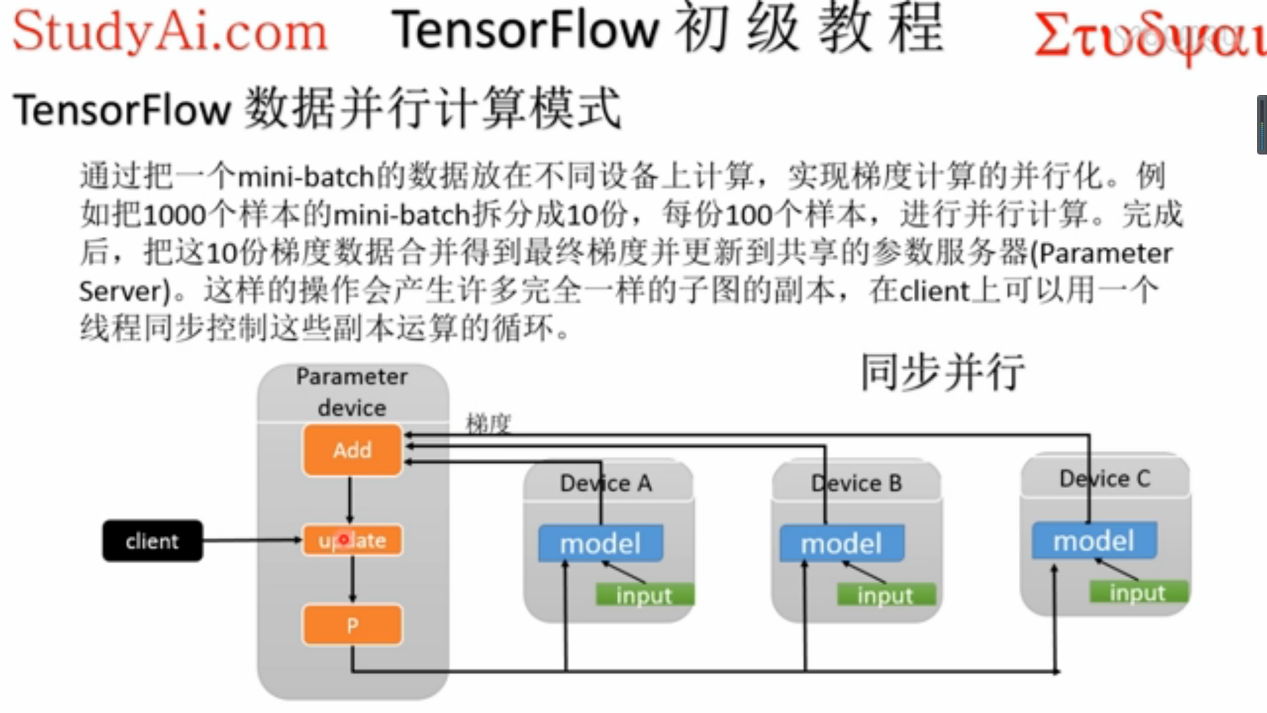 StudyAi.com
TensorFlow 初级教程
Στυδψαι
TensorFlow 数据并行计算模式
通过把一个mini-batch的数据放在不同设备上计算，实现梯度计算的并行化。例
如把1000个样本的mini-batch拆分成10份，每份100个样本，进行并行计算。完成
后，把这10份梯度数据合并得到最终梯度并更新到共享的参数服务器(Parameter
Server)。这样的操作会产生许多完全一样的子图的副本，在client上可以用一个
线程同步控制这些副本运算的循环。
同步并行
Parameter
device
梯度
Add
Device A
Device B
Device C
client
update
model
model
model
input
input
input
P